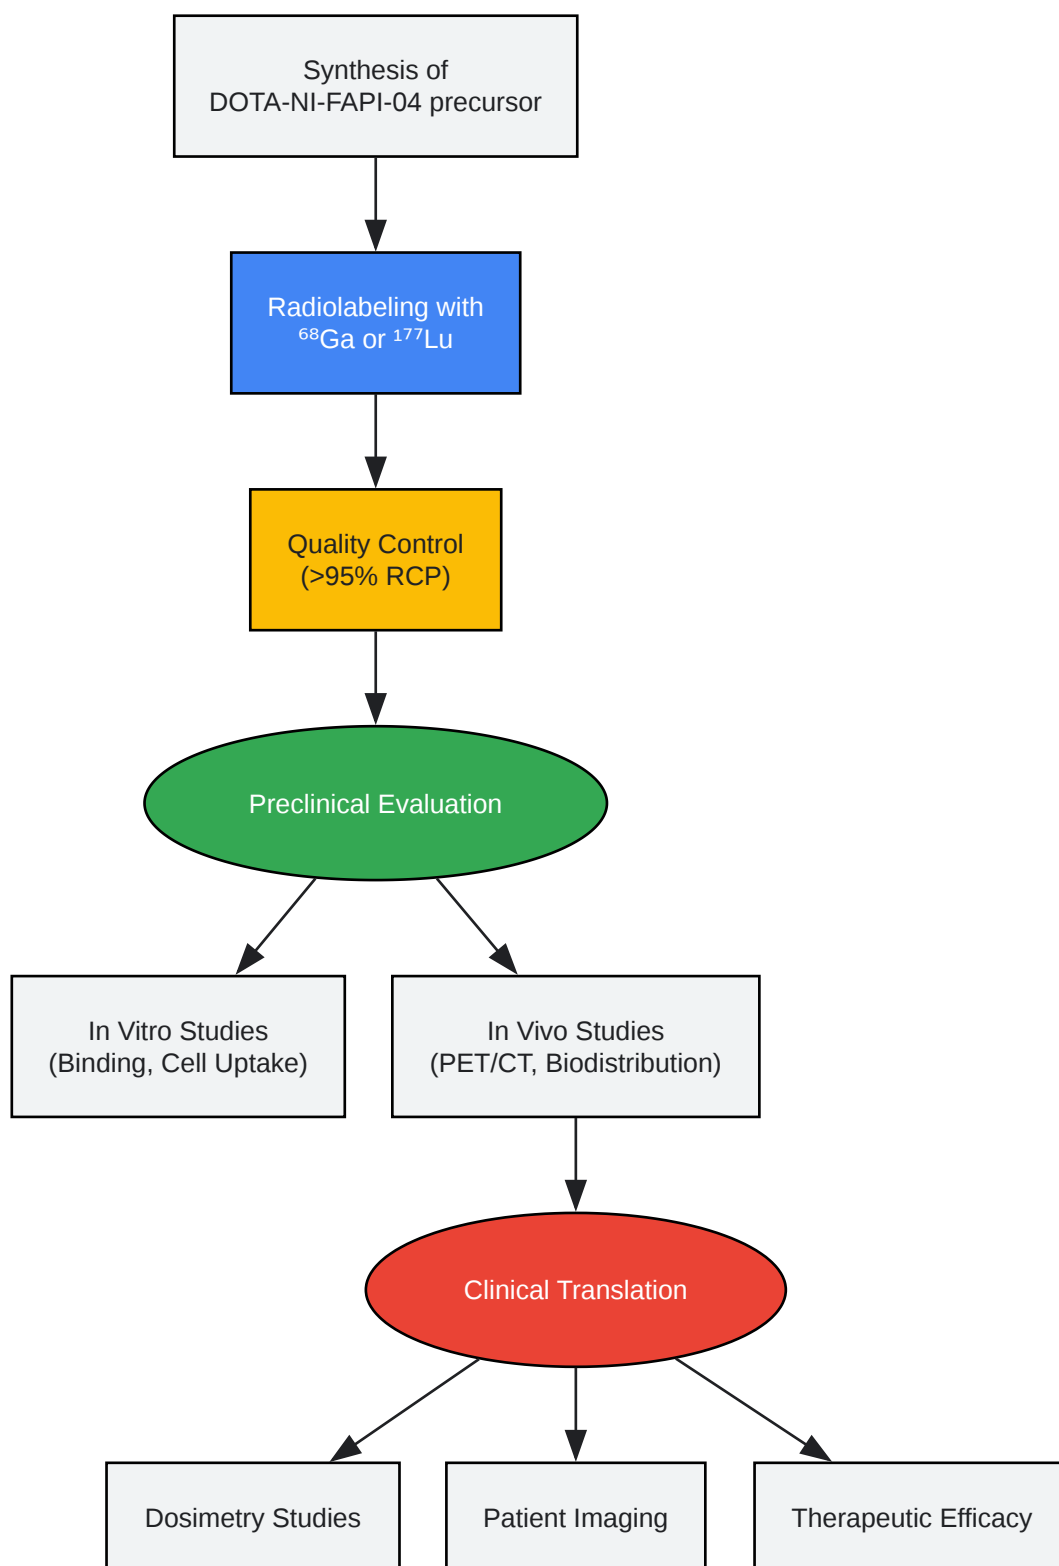 Synthesis of
DOTA-NI-FAPI-04 precursor
Radiolabeling with
⁶⁸Ga or ¹⁷⁷Lu
Quality Control
(>95% RCP)
Preclinical Evaluation
In Vitro Studies
(Binding, Cell Uptake)
In Vivo Studies
(PET/CT, Biodistribution)
Clinical Translation
Dosimetry Studies
Patient Imaging
Therapeutic Efficacy